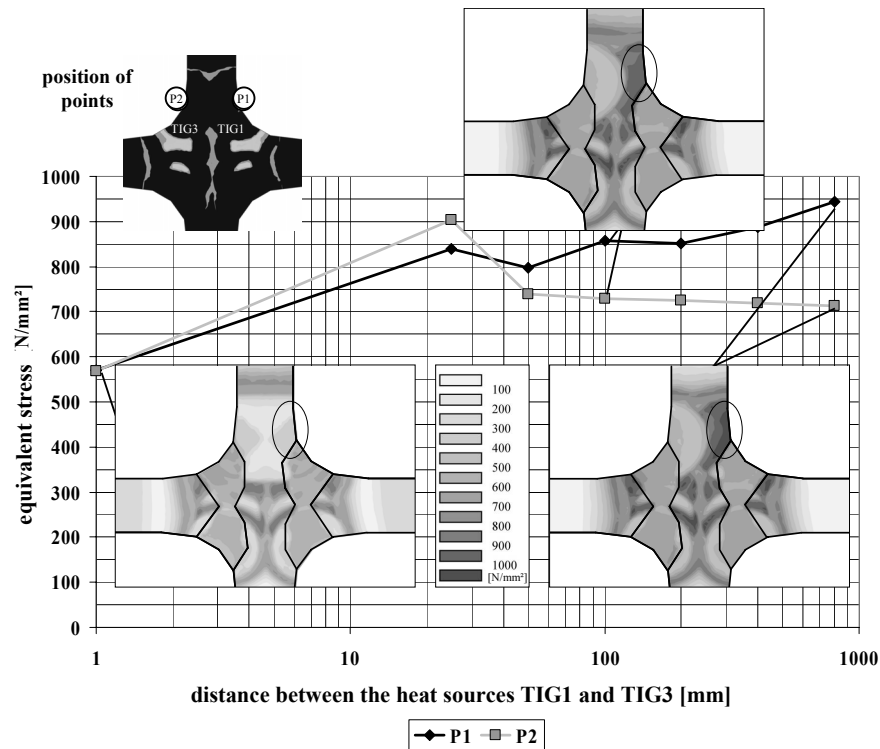 position of
points
P2
P1
TIG3
TIG1
1000
900
800
700
600
500
400
300
200
100
0
equivalent stress [N/mm²]
100
200
300
400
500
600
700
800
900
1000
[N/mm²]
1
10
100
1000
distance between the heat sources TIG1 and TIG3 [mm]
P1
P2